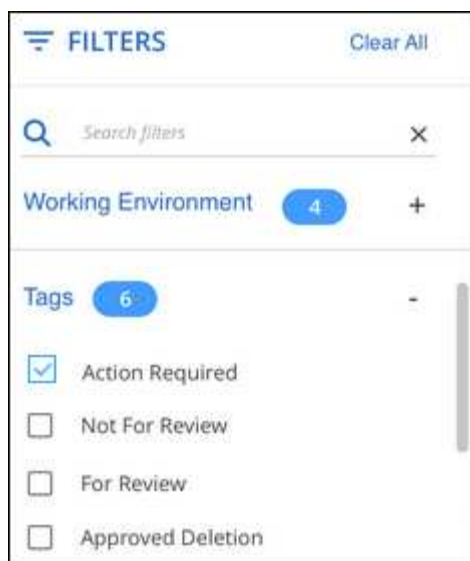 FILTERS Clear All
Search filters ×
Working Environment 4 +
Tags 6 -
Action Required
Not For Review
For Review
Approved Deletion